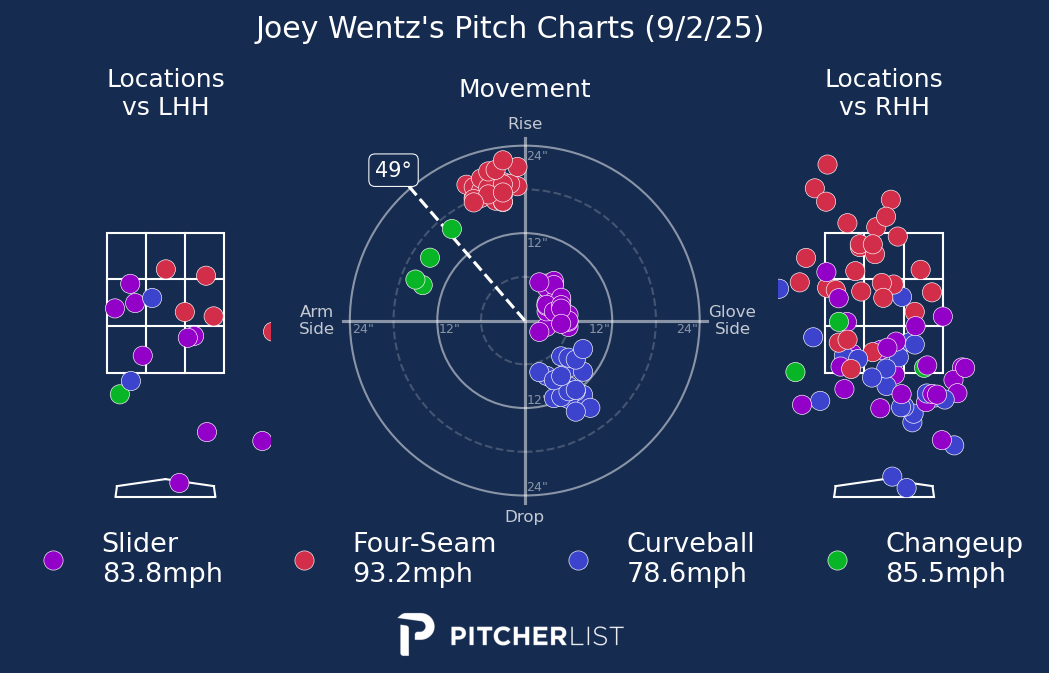 Joey Wentz's Pitch Charts (9/2/25)
Locations
vs LHH
Movement
Locations
vs RHH
Rise
24"
49°
12"
Arm
Side
24"
12"
12"
24"
Glove
Side
12"
24"
Drop
Slider
83.8mph
Four-Seam
93.2mph
Curveball
78.6mph
Changeup
85.5mph
PITCHERLIST